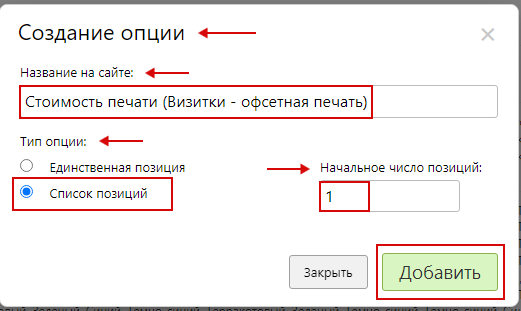 Создание опции
Название на сайте:
Стоимость печати (Визитки - офсетная печать)
Тип опции:
Единственная позиция
Начальное число позиций:
Список позиций
1
Закрыть
Добавить